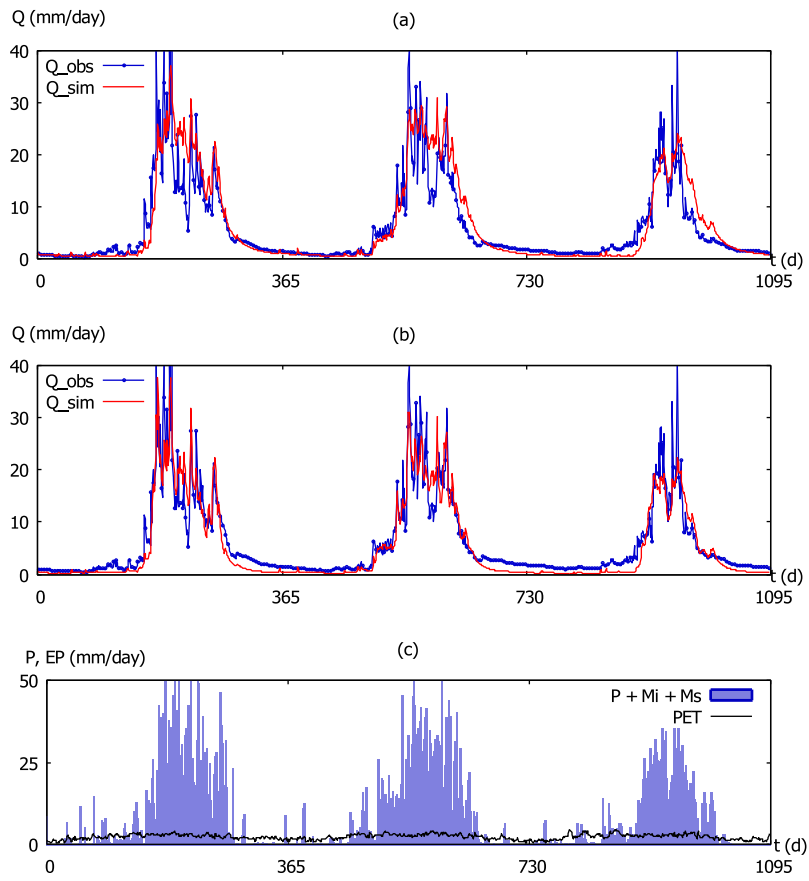 Q (mm/day)
(a)
40
30
20
10
0
Q_obs
Q_sim
t (d)
0
365
730
1095
Q (mm/day)
(b)
40
30
20
10
0
Q_obs
Q_sim
t (d)
0
365
730
1095
P, EP (mm/day)
(c)
50
25
0
P + Mi + Ms
PET
t (d)
0
365
730
1095